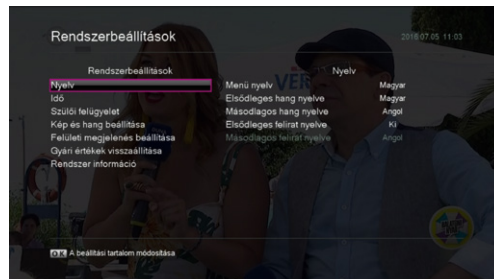 Rendszerbeállítások
2016.07.05 11:03
Rendszerbeállítások
Nyelv
Idő
Szülői felügyelet
Kép és hang beállítása
Felületi megjelenés beállítása
Gyári értékek visszaállítása
Rendszer információ
Nyelv
Menü nyelv Magyar
Elsődleges hang nyelve Magyar
Másodlagos hang nyelve Angol
Elsődleges felirat nyelve Ki
Másodlagos felirat nyelve Angol
OK A beállítási tartalom módosítása